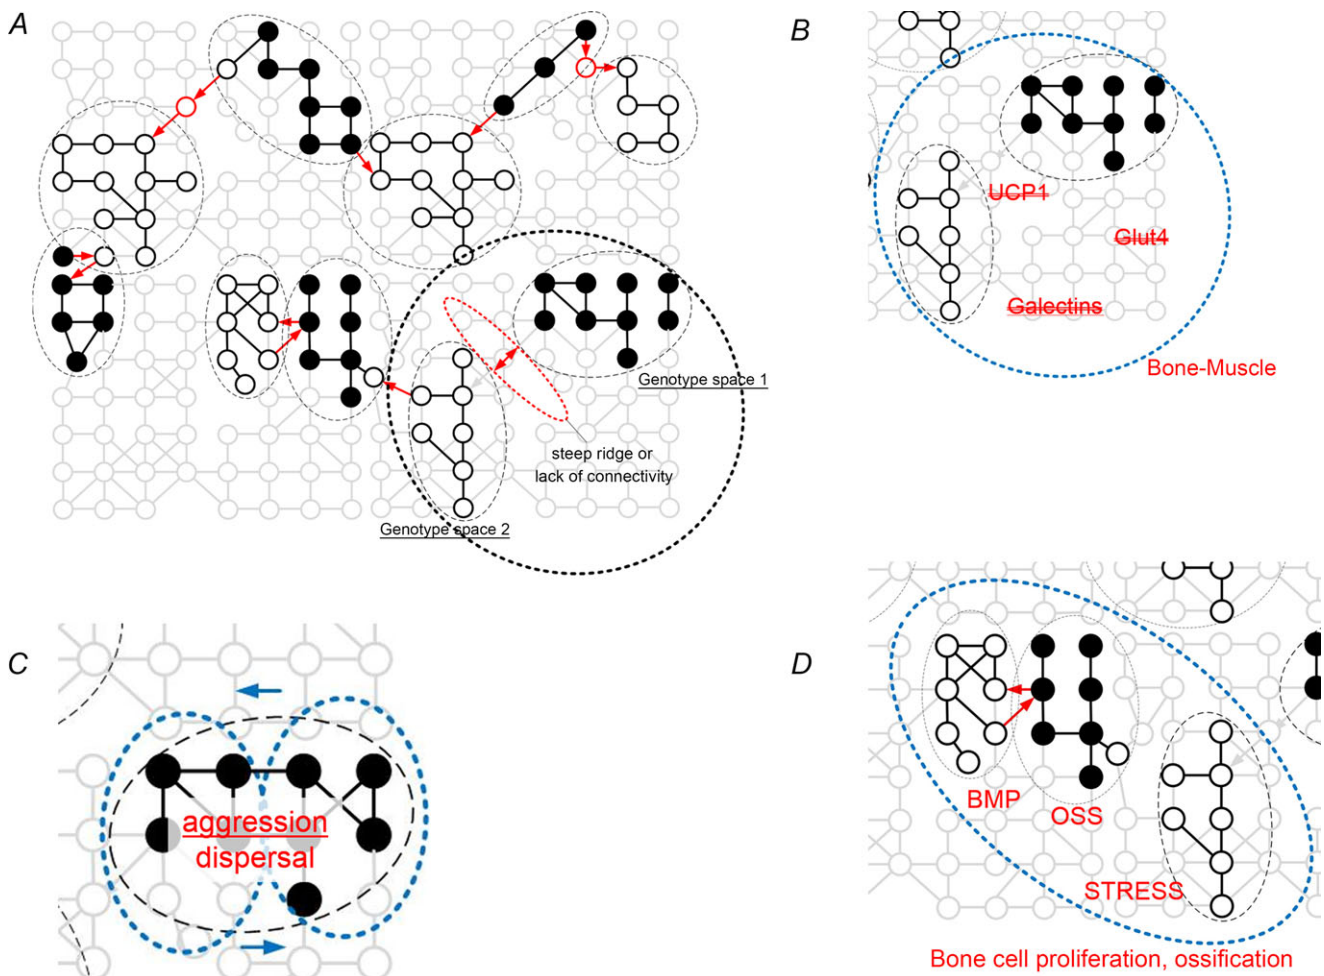 A
B
UCP1
Glut4
Galectins
Bone-Muscle
Genotype space 1
steep ridge or
lack of connectivity
Genotype space 2
C
aggression
dispersal
D
BMP
OSS
STRESS
Bone cell proliferation, ossification